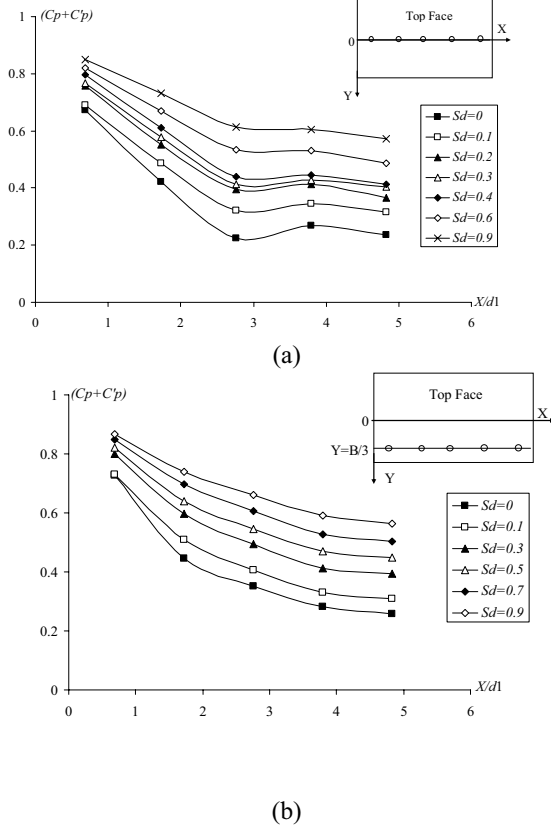 (Cp+C'p)
1
0.8
0.6
0.4
0.2
0
0 1 2 3 4 5 6
X/d1
Top Face
0
X
Y
Sd=0
Sd=0.1
Sd=0.2
Sd=0.3
Sd=0.4
Sd=0.6
Sd=0.9
(a)
(Cp+C'p)
1
0.8
0.6
0.4
0.2
0
0 1 2 3 4 5 6
X/d1
Top Face
0
X
Y=B/3
Y
Sd=0
Sd=0.1
Sd=0.3
Sd=0.5
Sd=0.7
Sd=0.9
(b)